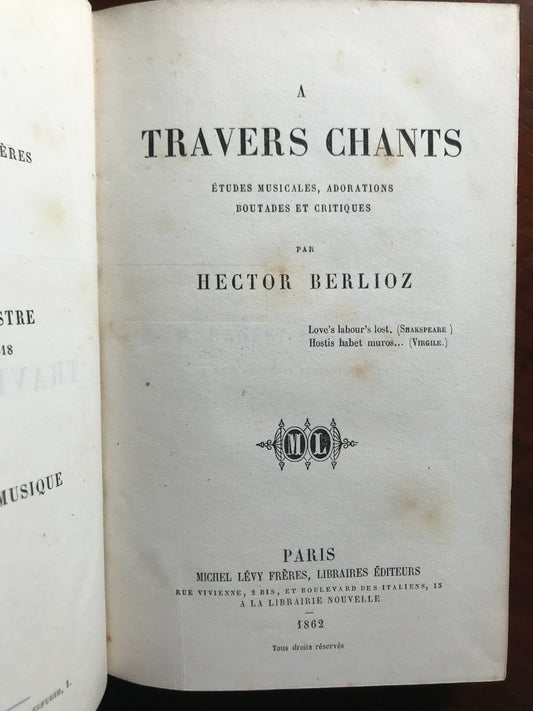 ÈRES
STRE
18
MUSIQUE
A
TRAVERS CHANTS
ÉTUDES MUSICALES, ADORATIONS
BOUTADES ET CRITIQUES
PAR
HECTOR BERLIOZ
Love's labour's lost. (SHAKSPEARE)
Hostis habet muros... (VIRGILE.)
ML
PARIS
MICHEL LÉVY FRÈRES, LIBRAIRES ÉDITEURS
RUE VIVIENNE, 2 BIS, ET BOULEVARD DES ITALIENS, 15
A LA LIBRAIRIE NOUVELLE
1862
Tous droits réservés